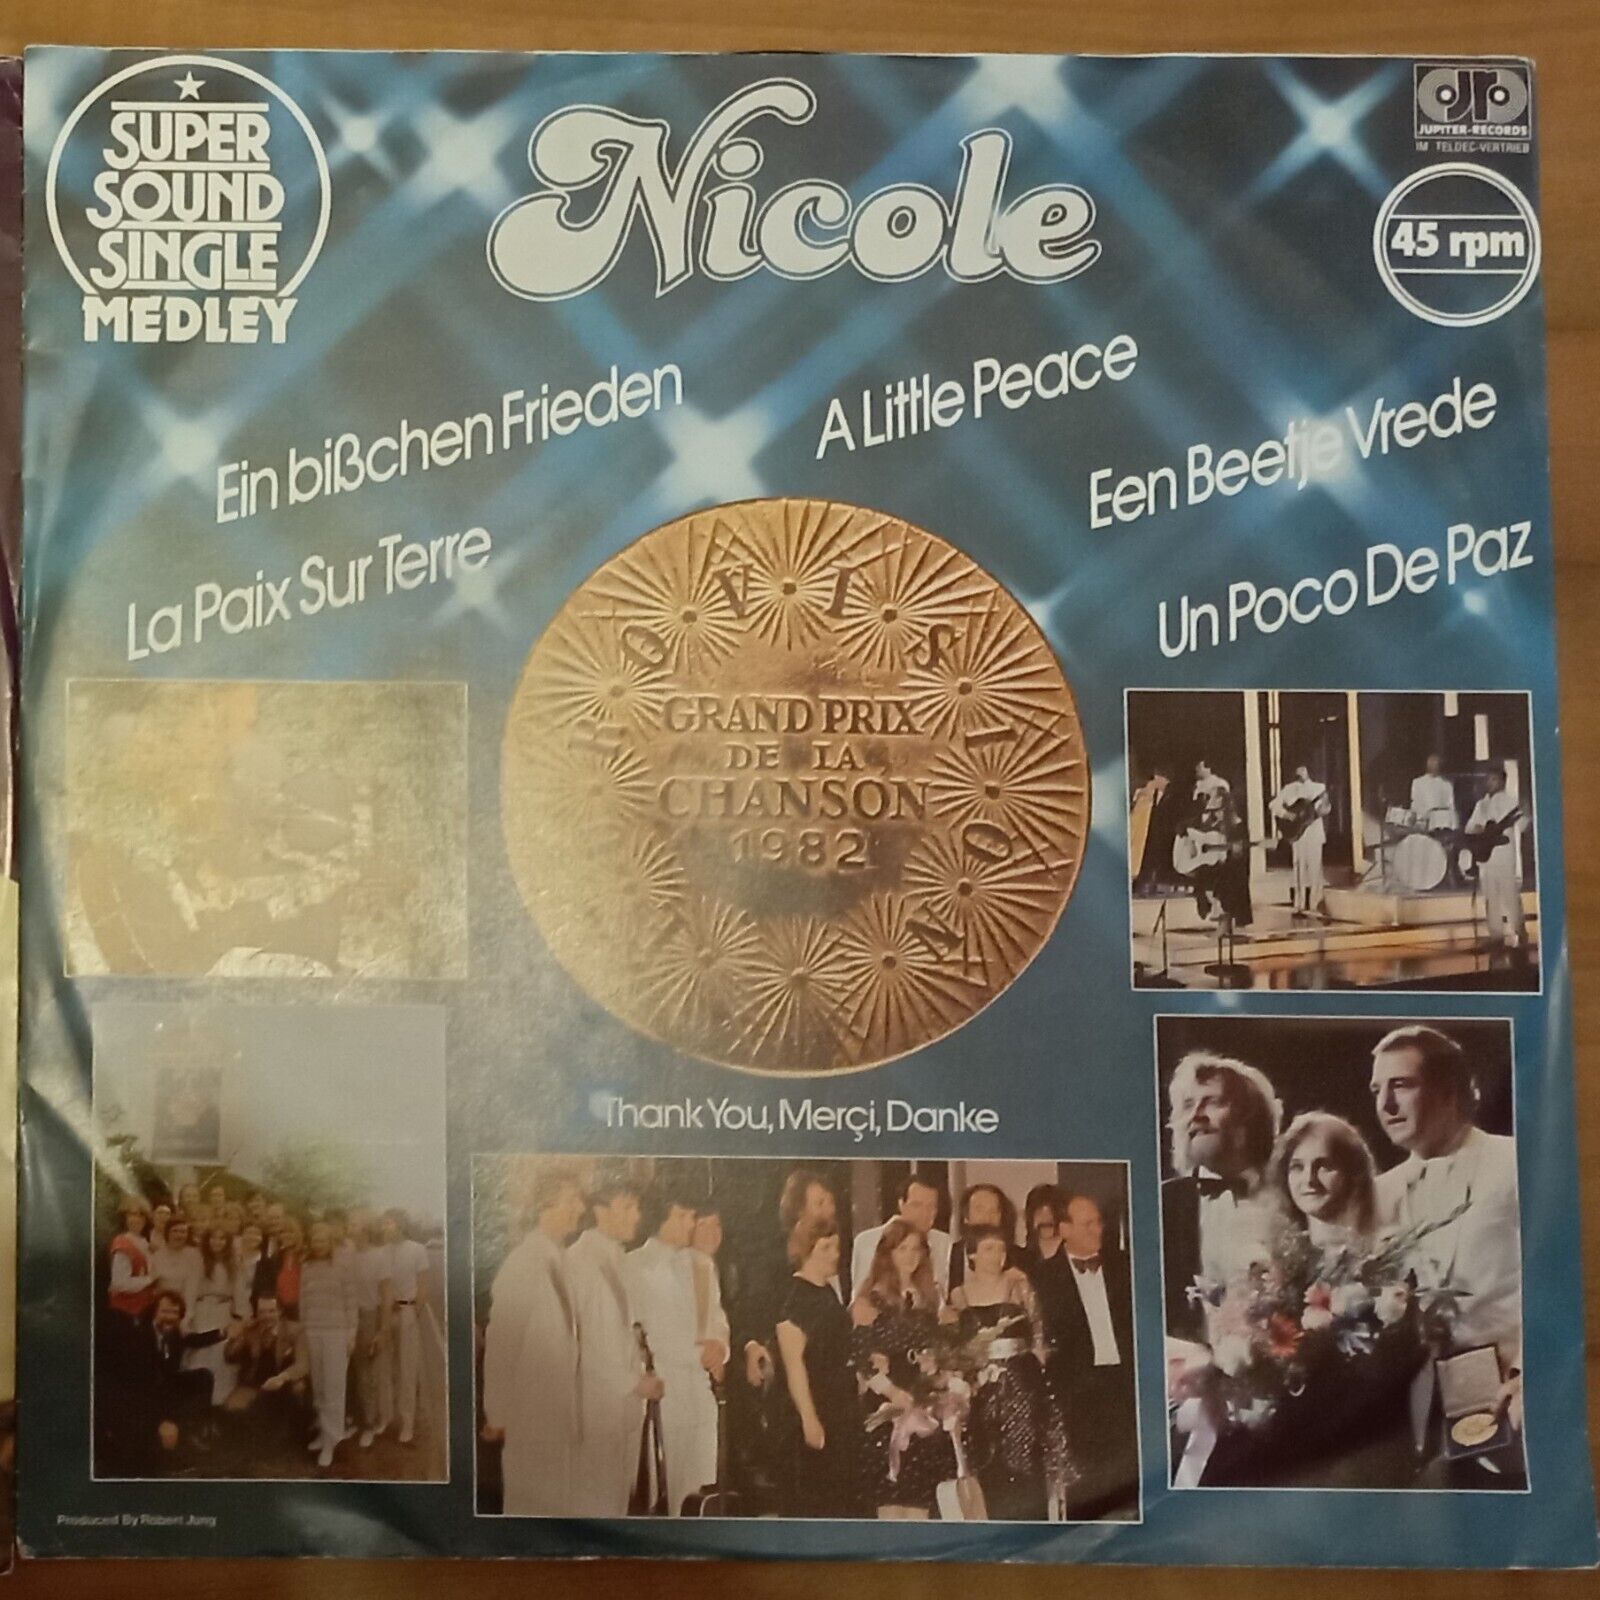 SUPER
SOUND
SINGLE
MEDLEY
Nicole
JR
JUPITER-RECORDS
IM TELDEC-VERTRIEB
45 rpm
Ein bißchen Frieden
A Little Peace
Een Beetje Vrede
La Paix Sur Terre
Un Poco De Paz
EUROVISION
GRAND PRIX
DE LA
CHANSON
1982
Thank You, Merçi, Danke
Produced By Robert Jung